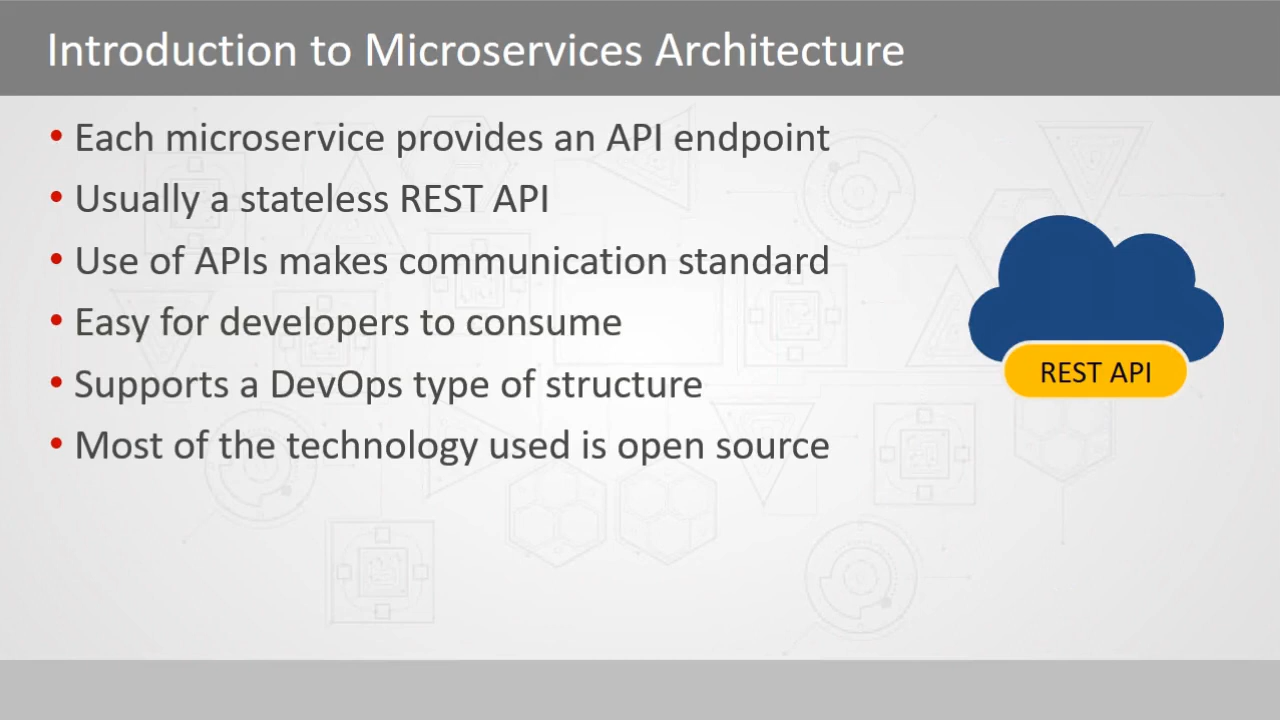 Introduction to Microservices Architecture
• Each microservice provides an API endpoint
• Usually a stateless REST API
• Use of APIs makes communication standard
• Easy for developers to consume
• Supports a DevOps type of structure
• Most of the technology used is open source
REST API